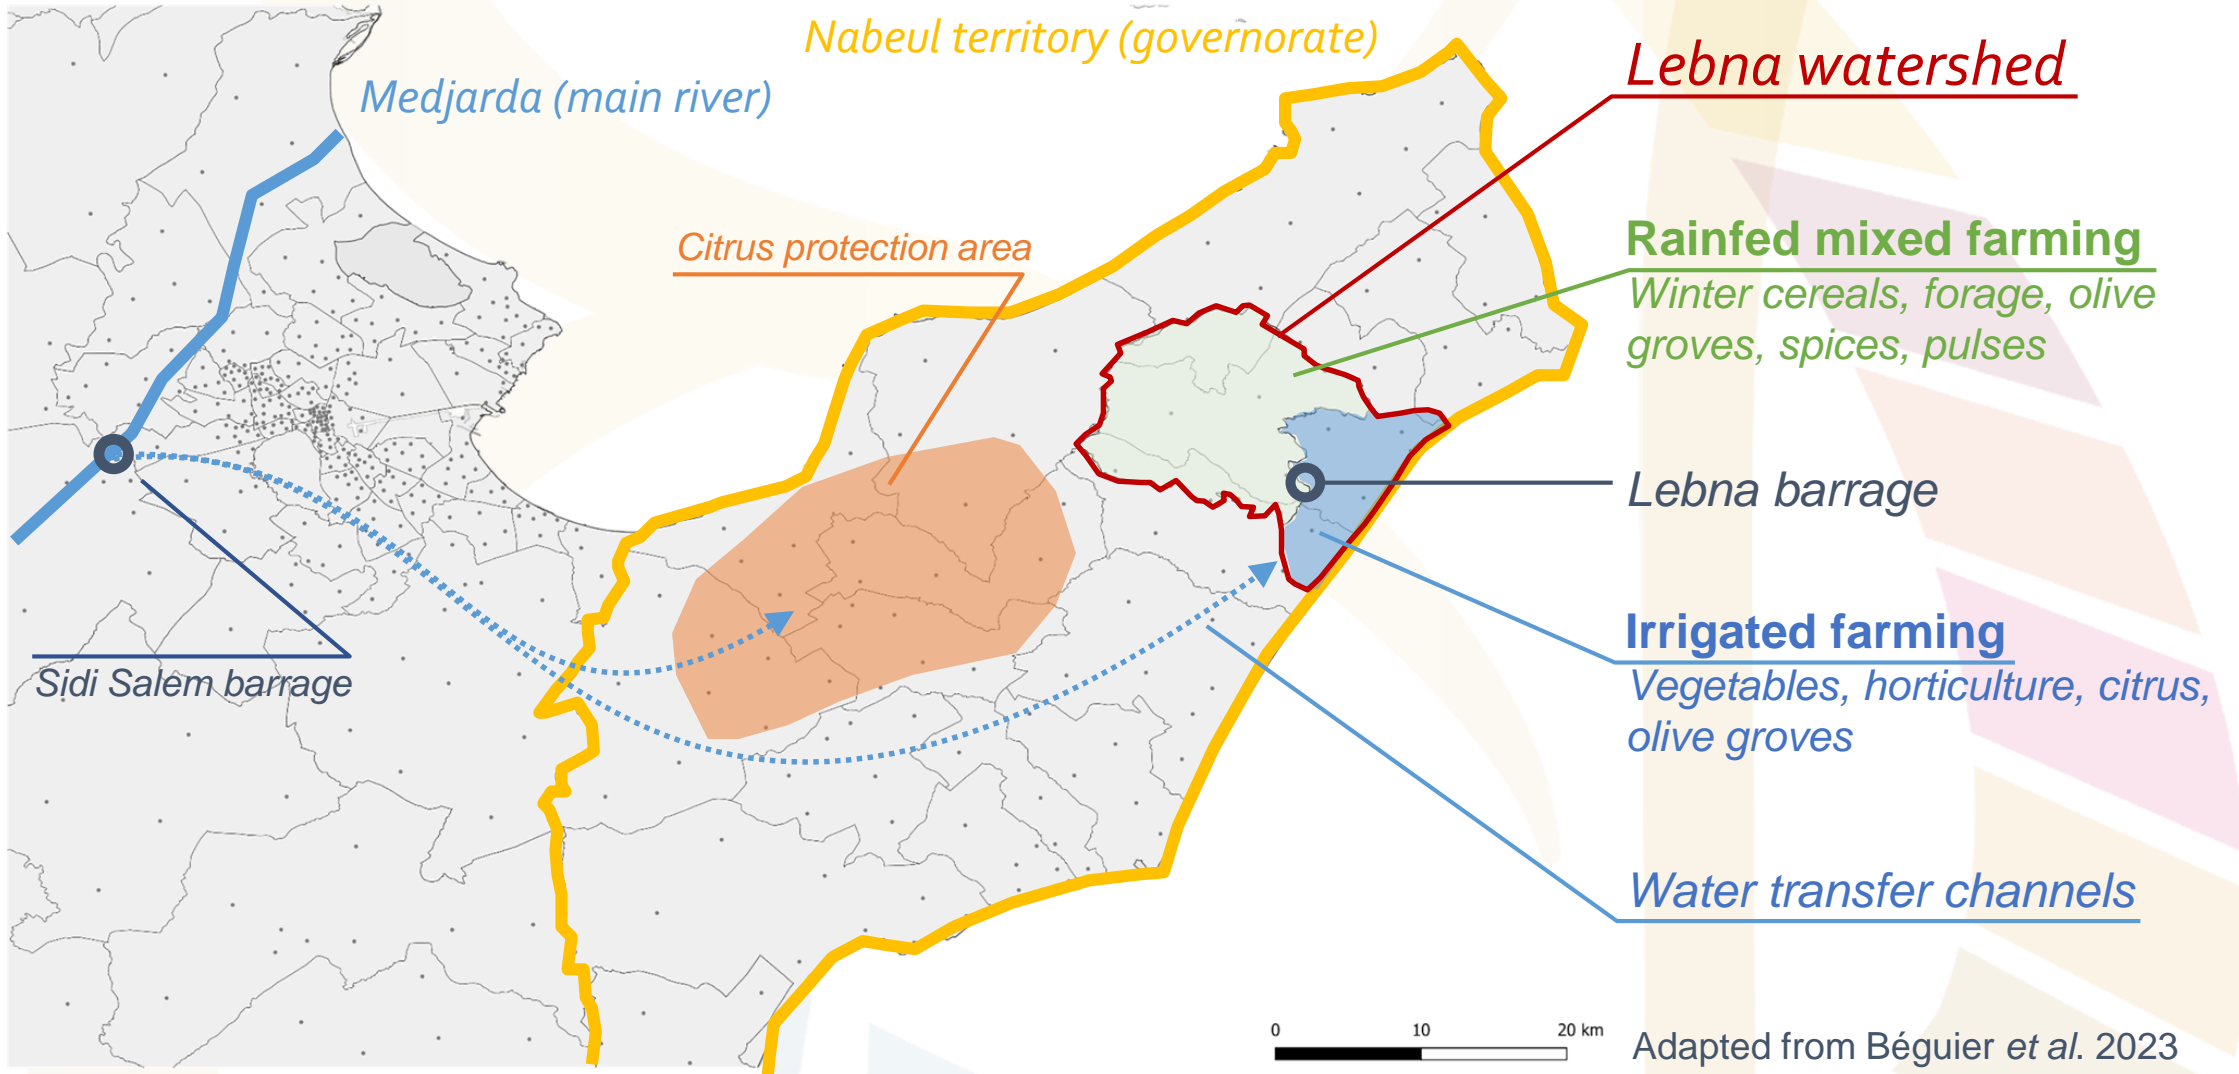 Nabeul territory (governorate)
Lebna watershed
Medjarda (main river)
Citrus protection area
Rainfed mixed farming
Winter cereals, forage, olive
groves, spices, pulses
Lebna barrage
Irrigated farming
Vegetables, horticulture, citrus,
olive groves
Sidi Salem barrage
Water transfer channels
0 10 20 km
Adapted from Béguier et al. 2023